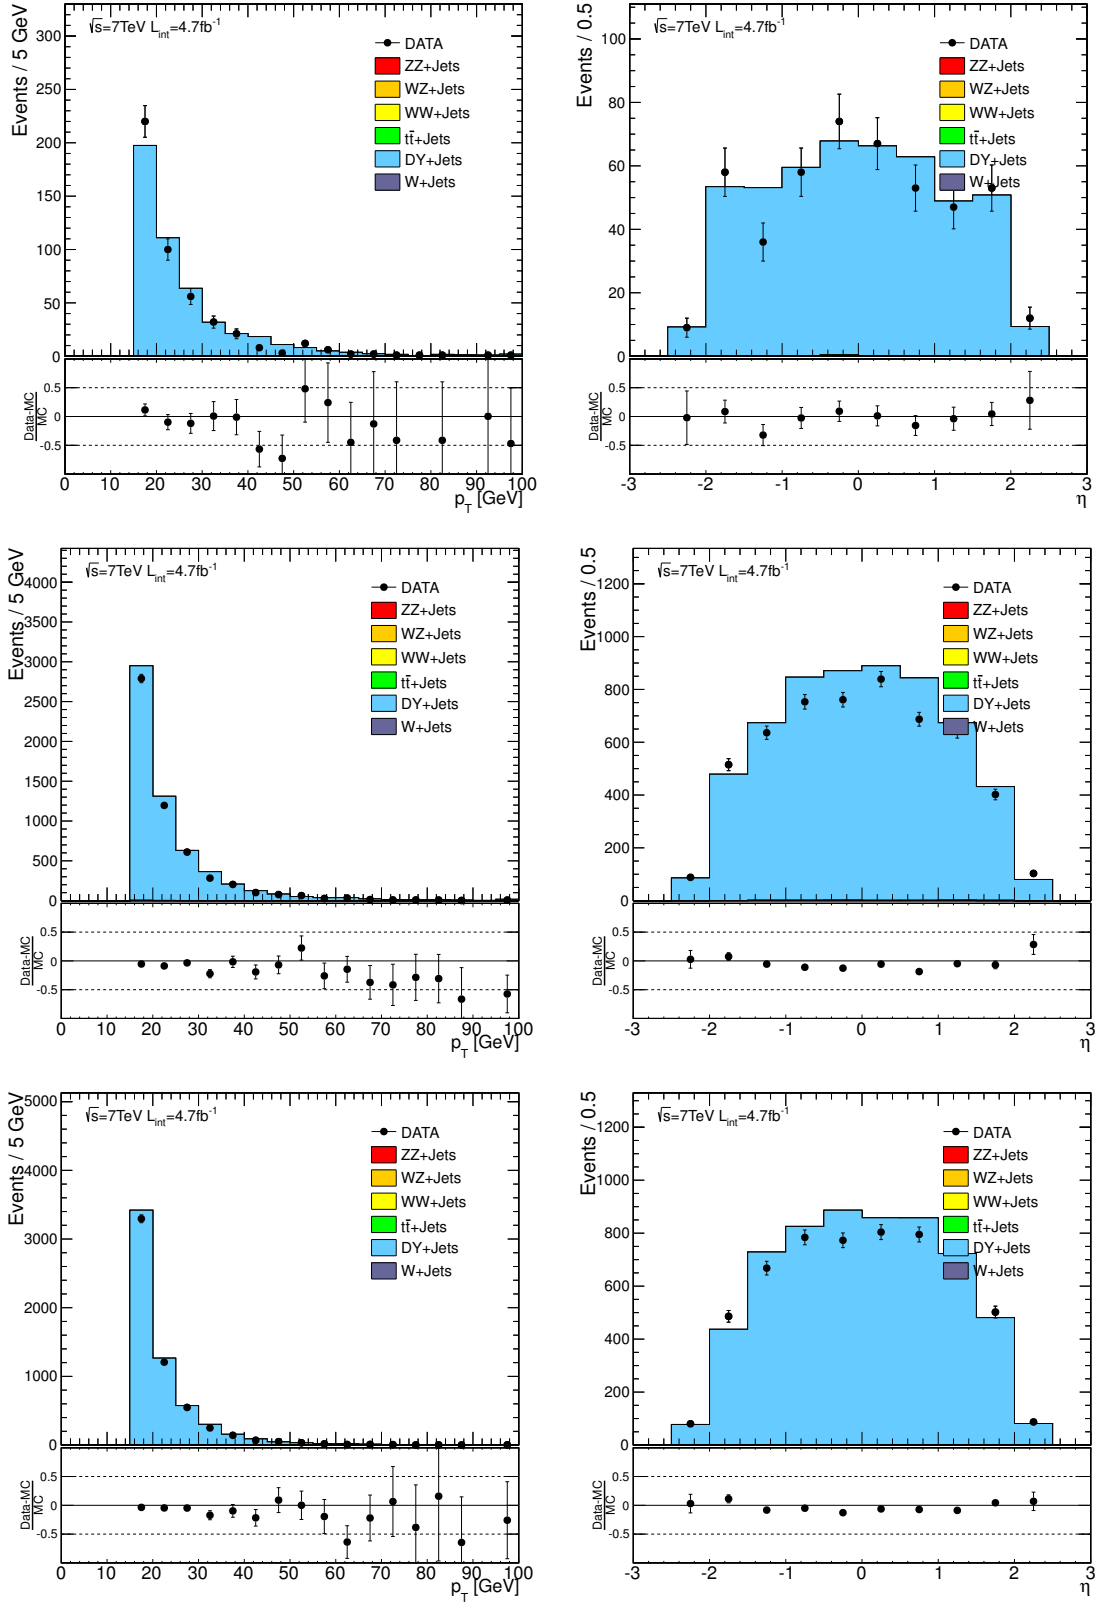 Events / 5 GeV
√s=7TeV L_int=4.7fb⁻¹
DATA
ZZ+Jets
WZ+Jets
WW+Jets
tt̄+Jets
DY+Jets
W+Jets
300
250
200
150
100
50
Data-MC
MC
0.5
0
-0.5
0 10 20 30 40 50 60 70 80 90 100
p_T [GeV]
Events / 0.5
√s=7TeV L_int=4.7fb⁻¹
DATA
ZZ+Jets
WZ+Jets
WW+Jets
tt̄+Jets
DY+Jets
W+Jets
100
80
60
40
20
0
Data-MC
MC
0.5
0
-0.5
-3 -2 -1 0 1 2 3
η
Events / 5 GeV
√s=7TeV L_int=4.7fb⁻¹
DATA
ZZ+Jets
WZ+Jets
WW+Jets
tt̄+Jets
DY+Jets
W+Jets
4000
3500
3000
2500
2000
1500
1000
500
0
Data-MC
MC
0.5
0
-0.5
0 10 20 30 40 50 60 70 80 90 100
p_T [GeV]
Events / 0.5
√s=7TeV L_int=4.7fb⁻¹
DATA
ZZ+Jets
WZ+Jets
WW+Jets
tt̄+Jets
DY+Jets
W+Jets
1200
1000
800
600
400
200
0
Data-MC
MC
0.5
0
-0.5
-3 -2 -1 0 1 2 3
η
Events / 5 GeV
√s=7TeV L_int=4.7fb⁻¹
DATA
ZZ+Jets
WZ+Jets
WW+Jets
tt̄+Jets
DY+Jets
W+Jets
5000
4000
3000
2000
1000
0
Data-MC
MC
0.5
0
-0.5
0 10 20 30 40 50 60 70 80 90 100
p_T [GeV]
Events / 0.5
√s=7TeV L_int=4.7fb⁻¹
DATA
ZZ+Jets
WZ+Jets
WW+Jets
tt̄+Jets
DY+Jets
W+Jets
1200
1000
800
600
400
200
0
Data-MC
MC
0.5
0
-0.5
-3 -2 -1 0 1 2 3
η